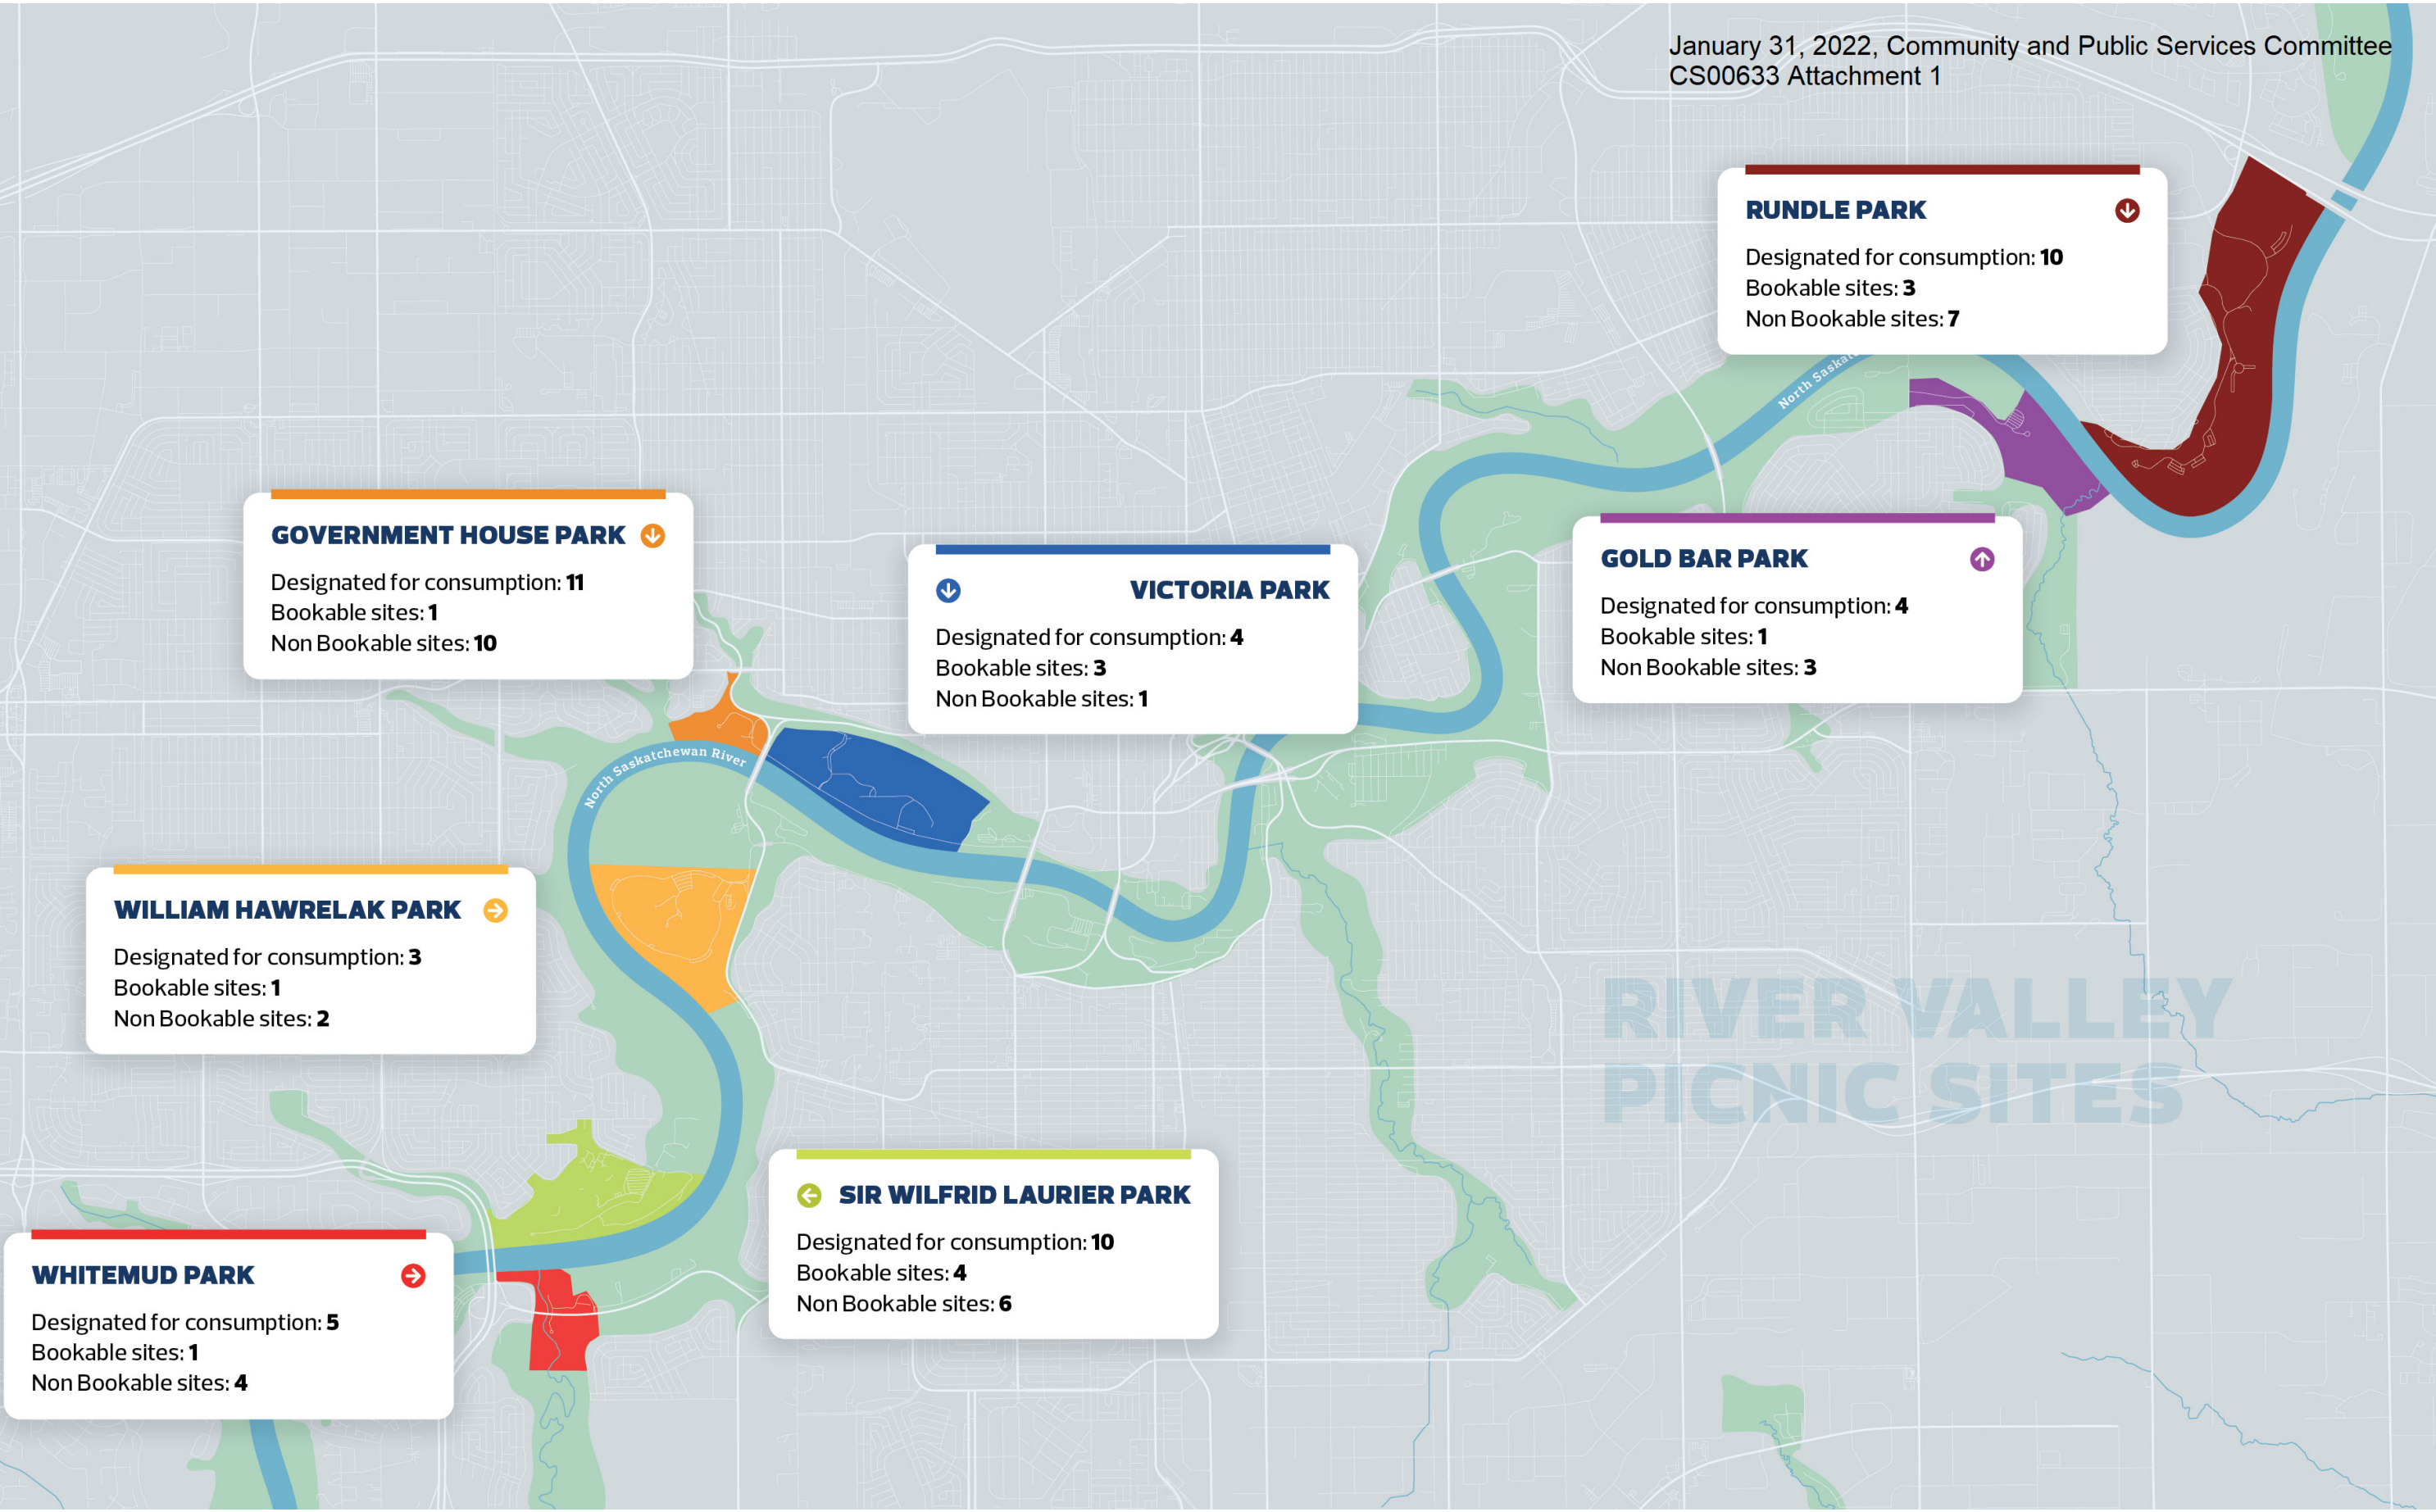 January 31, 2022, Community and Public Services Committee
CS00633 Attachment 1
RUNDLE PARK
Designated for consumption: 10
Bookable sites: 3
Non Bookable sites: 7
North Saskat
GOVERNMENT HOUSE PARK
Designated for consumption: 11
Bookable sites: 1
Non Bookable sites: 10
VICTORIA PARK
Designated for consumption: 4
Bookable sites: 3
Non Bookable sites: 1
GOLD BAR PARK
Designated for consumption: 4
Bookable sites: 1
Non Bookable sites: 3
North Saskatchewan River
WILLIAM HAWRELAK PARK
Designated for consumption: 3
Bookable sites: 1
Non Bookable sites: 2
RIVER VALLEY
PICNIC SITES
SIR WILFRID LAURIER PARK
Designated for consumption: 10
Bookable sites: 4
Non Bookable sites: 6
WHITEMUD PARK
Designated for consumption: 5
Bookable sites: 1
Non Bookable sites: 4